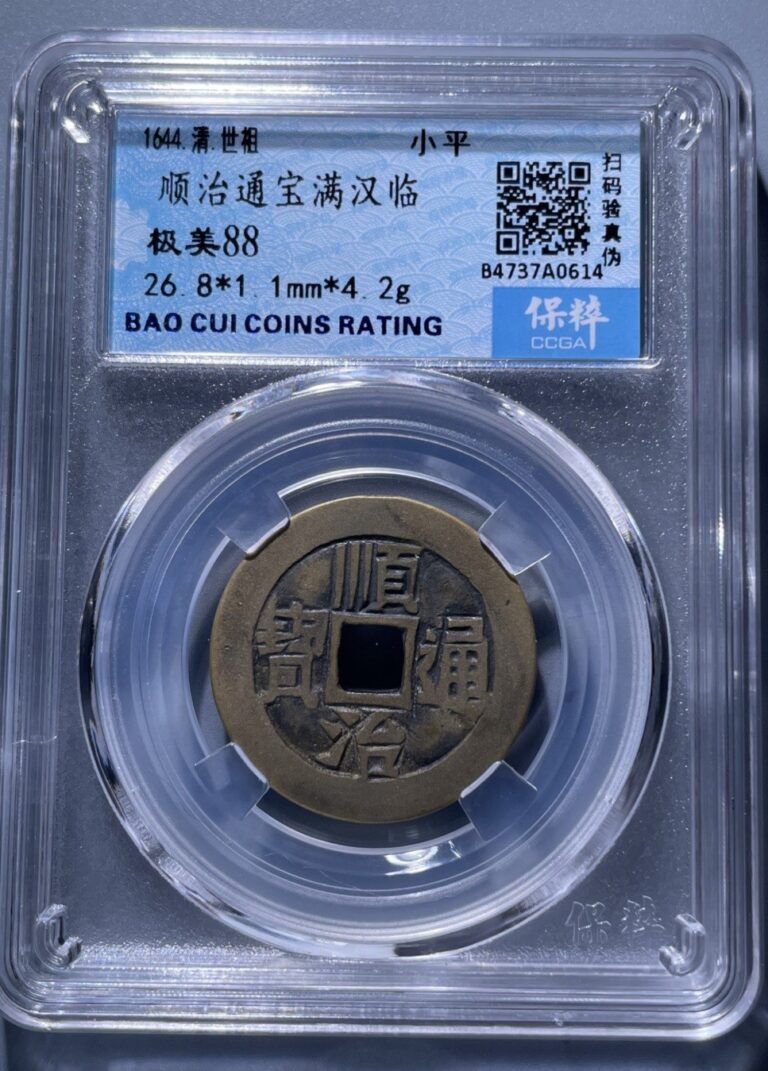 1644.清.世祖 小平
顺治通宝满汉临
极美88
26.8*1.1mm*4.2g
BAO CUI COINS RATING
扫码验真伪
B4737A0614
保粹
CCGA
順治通寳
保粹